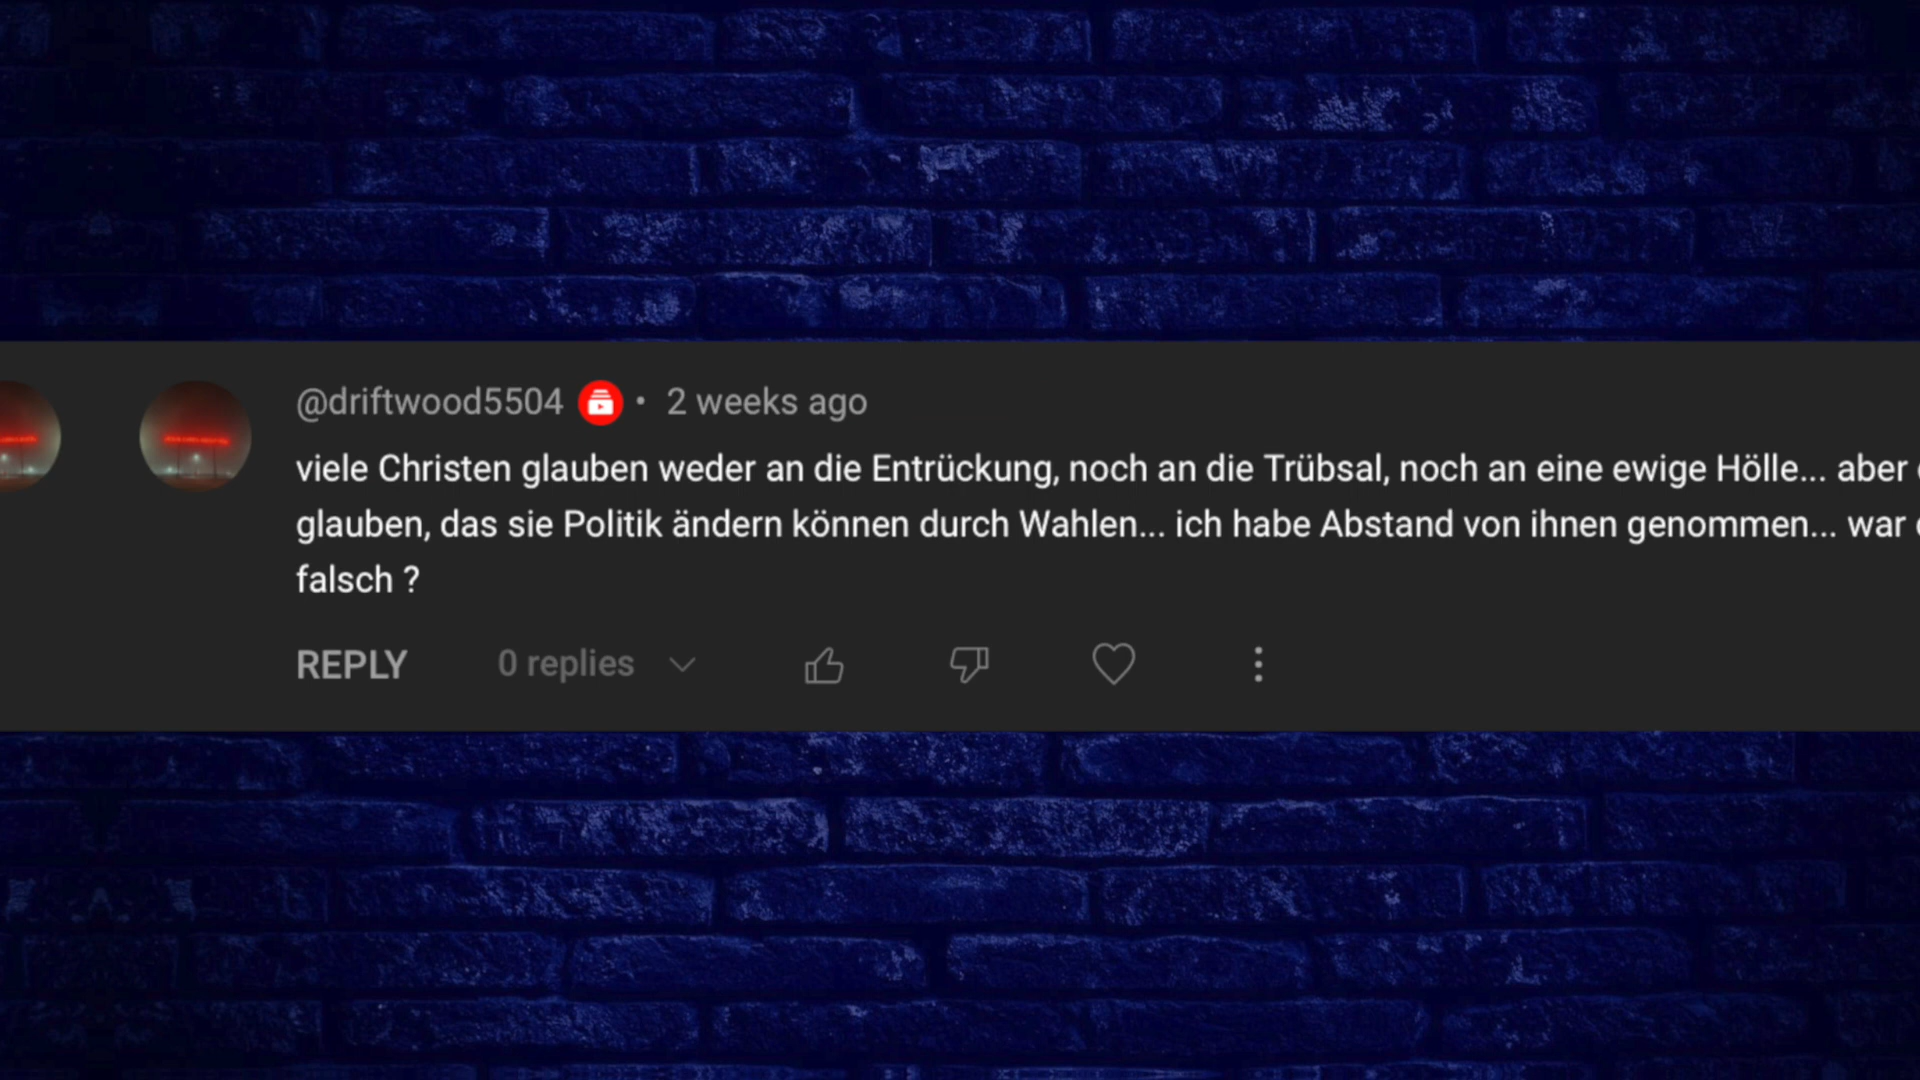 @driftwood5504 • 2 weeks ago
viele Christen glauben weder an die Entrückung, noch an die Trübsal, noch an eine ewige Hölle... aber
glauben, das sie Politik ändern können durch Wahlen... ich habe Abstand von ihnen genommen... war
falsch ?
REPLY 0 replies